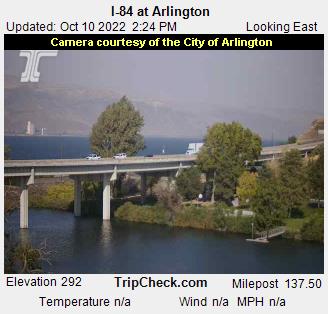 I-84 at Arlington
Updated: Oct 10 2022 2:24 PM Looking East
Camera courtesy of the City of Arlington
Elevation 292 TripCheck.com Milepost 137.50
Temperature n/a Wind n/a MPH n/a